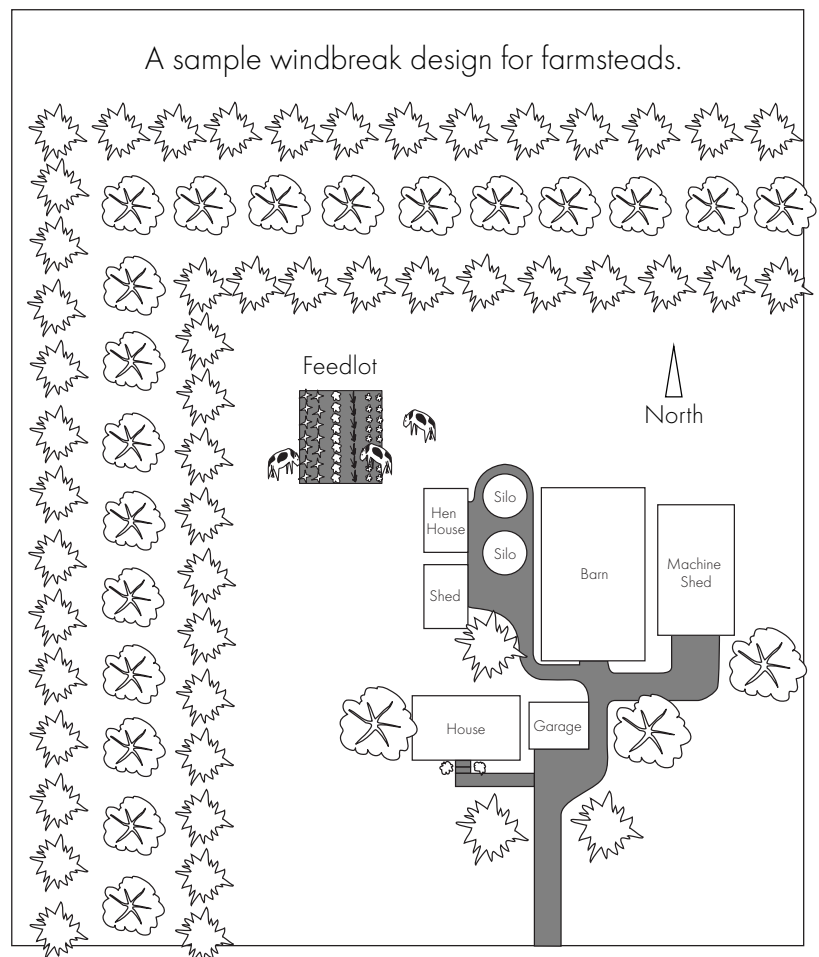 A sample windbreak design for farmsteads.
Feedlot
North
Silo
Hen
House
Silo
Barn
Machine
Shed
Shed
House
Garage